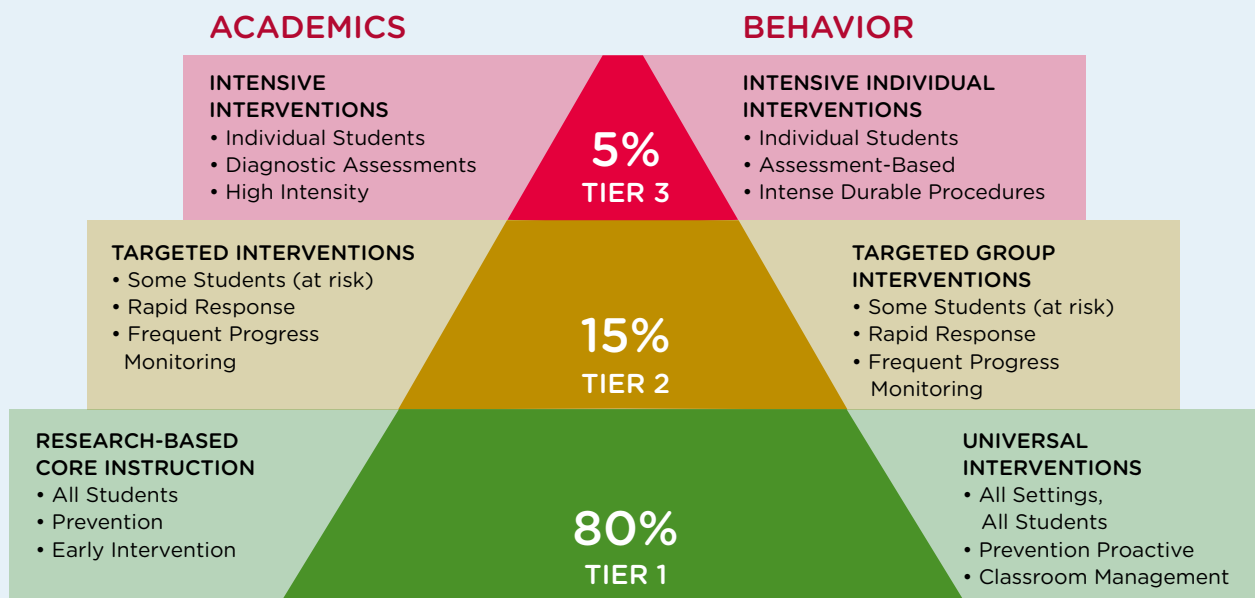 ACADEMICS
BEHAVIOR
INTENSIVE
INTERVENTIONS
• Individual Students
• Diagnostic Assessments
• High Intensity
5%
TIER 3
INTENSIVE INDIVIDUAL
INTERVENTIONS
• Individual Students
• Assessment-Based
• Intense Durable Procedures
TARGETED INTERVENTIONS
• Some Students (at risk)
• Rapid Response
• Frequent Progress
Monitoring
15%
TIER 2
TARGETED GROUP
INTERVENTIONS
• Some Students (at risk)
• Rapid Response
• Frequent Progress
Monitoring
RESEARCH-BASED
CORE INSTRUCTION
• All Students
• Prevention
• Early Intervention
80%
TIER 1
UNIVERSAL
INTERVENTIONS
• All Settings,
All Students
• Prevention Proactive
• Classroom Management